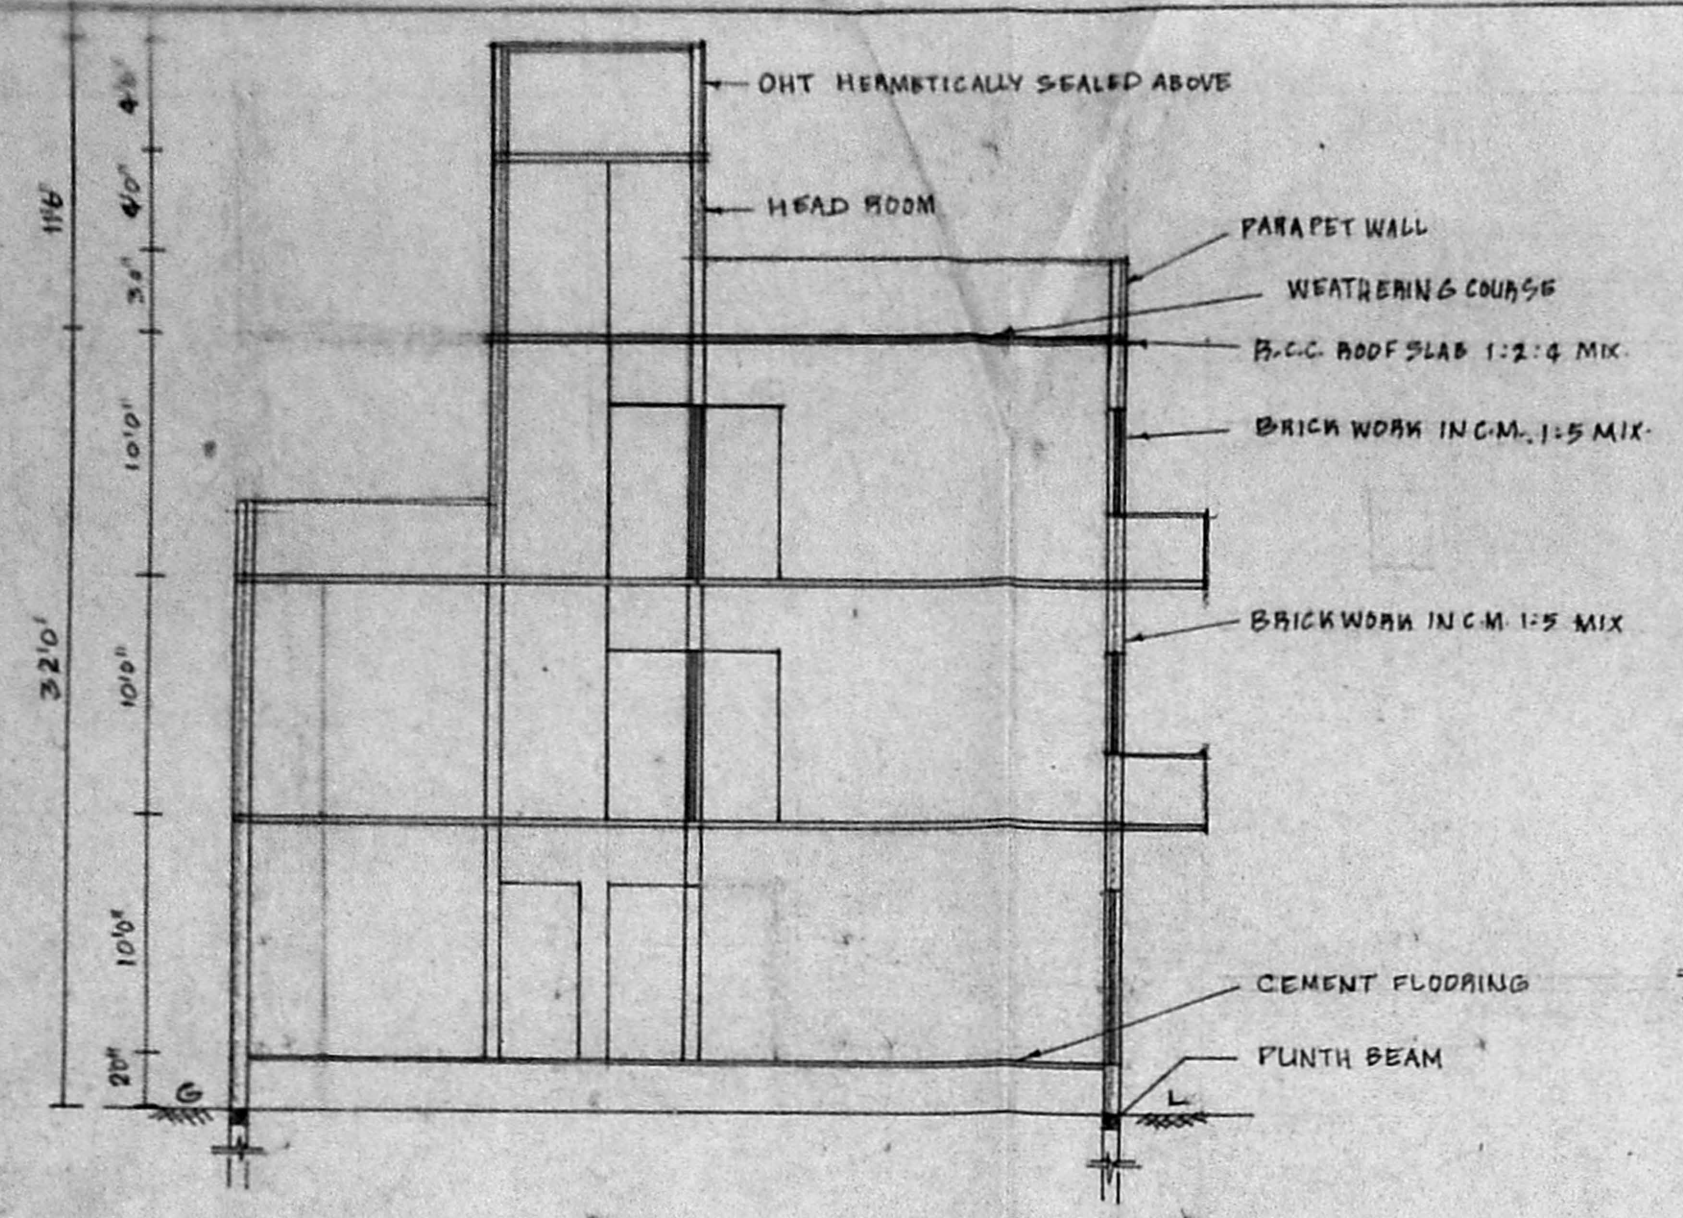 OHT HERMETICALLY SEALED ABOVE
HEAD ROOM
PARAPET WALL
WEATHERING COURSE
R.C.C. ROOF SLAB 1:2:4 MIX.
BRICK WORK IN C.M. 1:5 MIX.
BRICKWORK IN C.M. 1:5 MIX
CEMENT FLOORING
PLINTH BEAM
G
L
11'6
32'0'
4'0"
3'0"
10'0"
10'0"
10'0"
2'0"